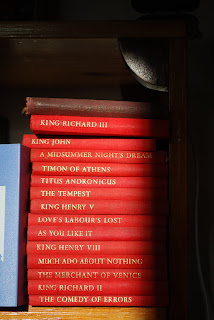 KING RICHARD III
KING JOHN
A MIDSUMMER NIGHT'S DREAM
TIMON OF ATHENS
TITUS ANDRONICUS
THE TEMPEST
KING HENRY V
LOVE'S LABOUR'S LOST
AS YOU LIKE IT
KING HENRY VIII
MUCH ADO ABOUT NOTHING
THE MERCHANT OF VENICE
KING RICHARD II
THE COMEDY OF ERRORS